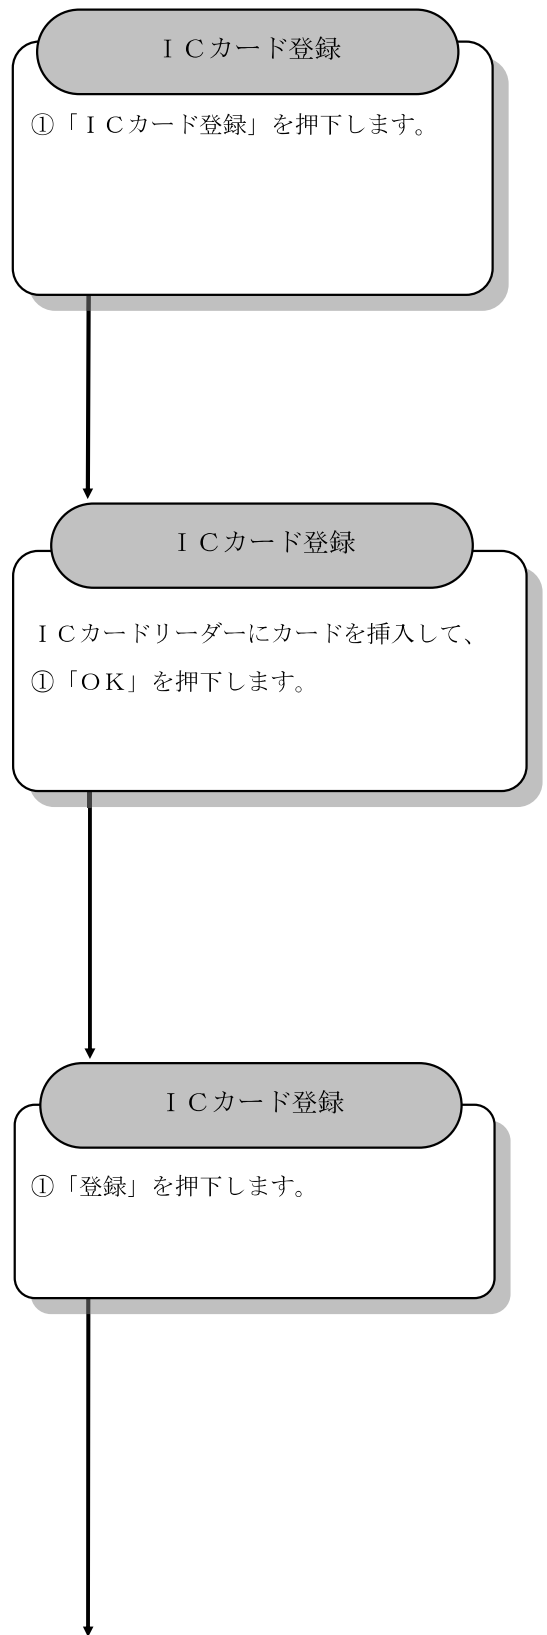 ＩＣカード登録
①「ＩＣカード登録」を押下します。
ＩＣカード登録
ＩＣカードリーダーにカードを挿入して、
①「ＯＫ」を押下します。
ＩＣカード登録
①「登録」を押下します。